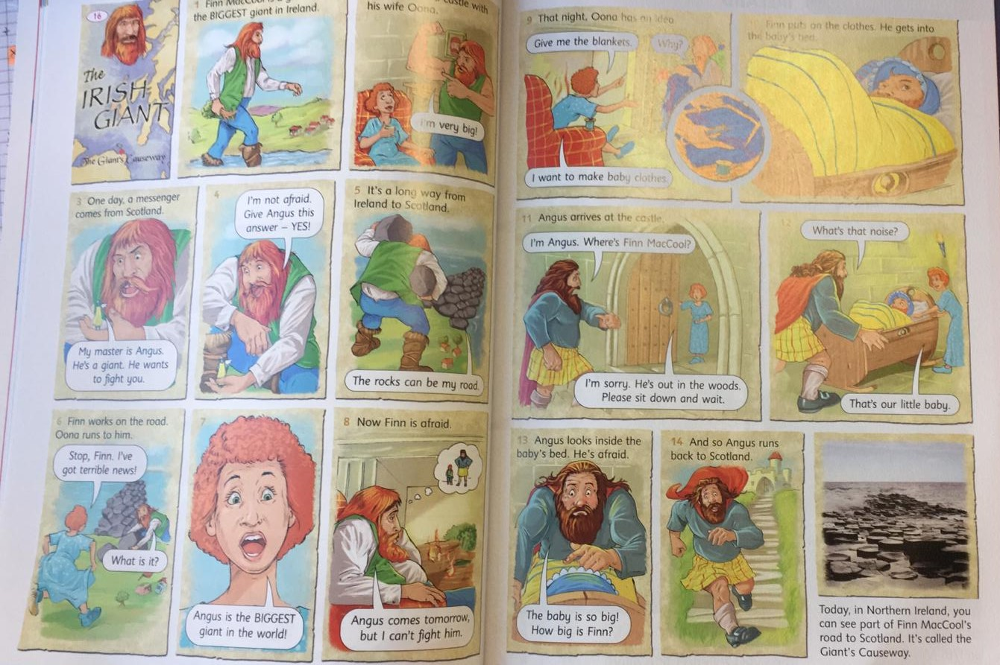 16
The
IRISH
GIANT
The Giant's Causeway
1 Finn MacCool is a
the BIGGEST giant in Ireland.
castle with
his wife Oona.
I'm very big!
3 One day, a messenger
comes from Scotland.
My master is Angus.
He's a giant. He wants
to fight you.
4
I'm not afraid.
Give Angus this
answer – YES!
5 It's a long way from
Ireland to Scotland.
The rocks can be my road.
6 Finn works on the road.
Oona runs to him.
Stop, Finn. I've
got terrible news!
What is it?
7
Angus is the BIGGEST
giant in the world!
8 Now Finn is afraid.
Angus comes tomorrow,
but I can't fight him.
9 That night, Oona has an idea.
Give me the blankets.
Why?
I want to make baby clothes.
Finn puts on the clothes. He gets into
the baby's bed.
11 Angus arrives at the castle.
I'm Angus. Where's Finn MacCool?
I'm sorry. He's out in the woods.
Please sit down and wait.
12
What's that noise?
That's our little baby.
13 Angus looks inside the
baby's bed. He's afraid.
The baby is so big!
How big is Finn?
14 And so Angus runs
back to Scotland.
Today, in Northern Ireland, you
can see part of Finn MacCool's
road to Scotland. It's called the
Giant's Causeway.